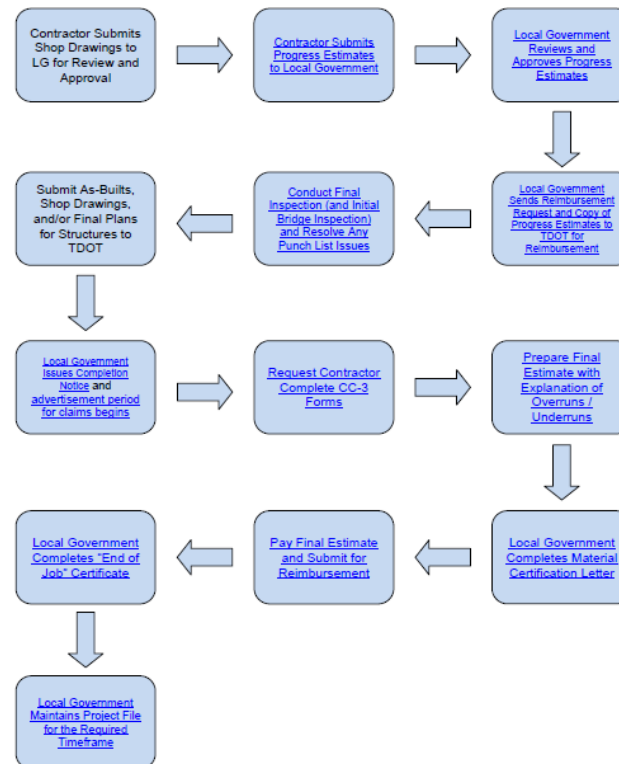 Contractor Submits
Shop Drawings to
LG for Review and
Approval
Contractor Submits
Progress Estimates
to Local Government
Local Government
Reviews and
Approves Progress
Estimates
Local Government
Sends Reimbursement
Request and Copy of
Progress Estimates to
TDOT for
Reimbursement
Conduct Final
Inspection (and Initial
Bridge Inspection)
and Resolve Any
Punch List Issues
Submit As-Builts,
Shop Drawings,
and/or Final Plans
for Structures to
TDOT
Local Government
Issues Completion
Notice and
advertisement period
for claims begins
Request Contractor
Complete CC-3
Forms
Prepare Final
Estimate with
Explanation of
Overruns /
Underruns
Local Government
Completes Material
Certification Letter
Pay Final Estimate
and Submit for
Reimbursement
Local Government
Completes "End of
Job" Certificate
Local Government
Maintains Project File
for the Required
Timeframe